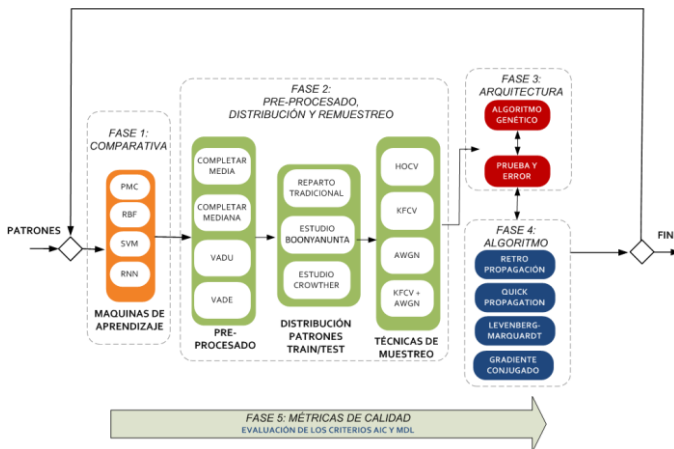 FASE 1:
COMPARATIVA
PATRONES
PMC
RBF
SVM
RNN
MAQUINAS DE
APRENDIZAJE
FASE 2:
PRE-PROCESADO,
DISTRIBUCIÓN Y REMUESTREO
COMPLETAR
MEDIA
COMPLETAR
MEDIANA
VADU
VADE
PRE-
PROCESADO
REPARTO
TRADICIONAL
ESTUDIO
BOONYANUNTA
ESTUDIO
CROWTHER
DISTRIBUCIÓN
PATRONES
TRAIN/TEST
HOCV
KFCV
AWGN
KFCV +
AWGN
TÉCNICAS DE
MUESTREO
FASE 3:
ARQUITECTURA
ALGORITMO
GENÉTICO
PRUEBA Y
ERROR
FASE 4:
ALGORITMO
RETRO
PROPAGACIÓN
QUICK
PROPAGATION
LEVENBERG-
MARQUARDT
GRADIENTE
CONJUGADO
FIN
FASE 5: MÉTRICAS DE CALIDAD
EVALUACIÓN DE LOS CRITERIOS AIC Y MDL